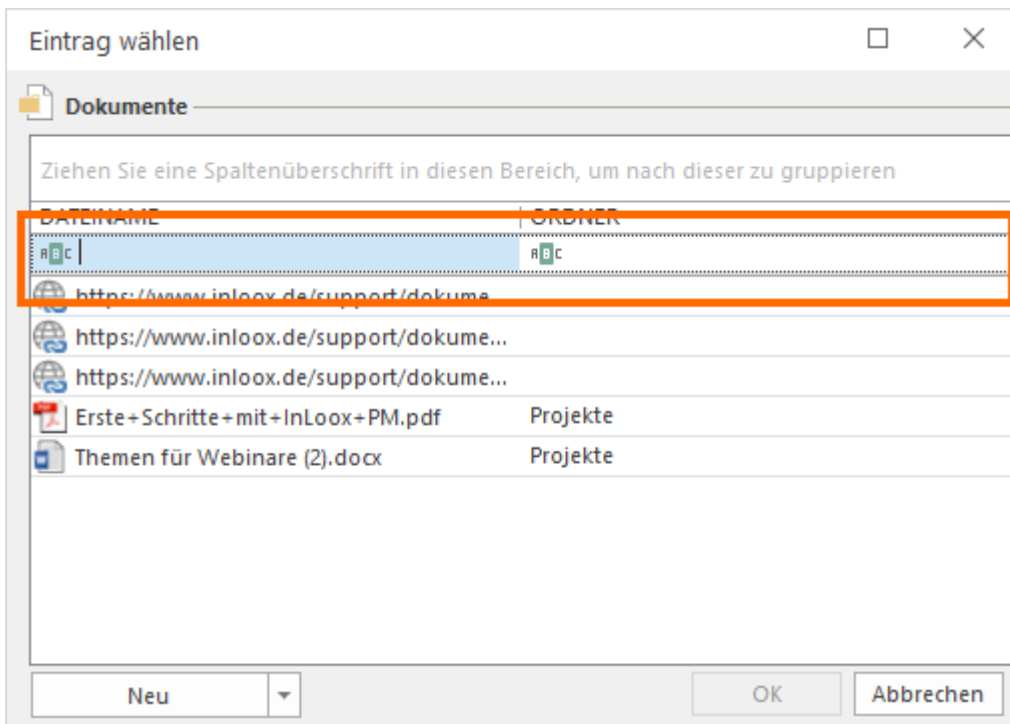 Eintrag wählen
Dokumente
Ziehen Sie eine Spaltenüberschrift in diesen Bereich, um nach dieser zu gruppieren
DATEINAME ORDNER
ABC ABC
https://www.inloox.de/support/dokume...
https://www.inloox.de/support/dokume...
https://www.inloox.de/support/dokume...
Erste+Schritte+mit+InLoox+PM.pdf Projekte
Themen für Webinare (2).docx Projekte
Neu OK Abbrechen